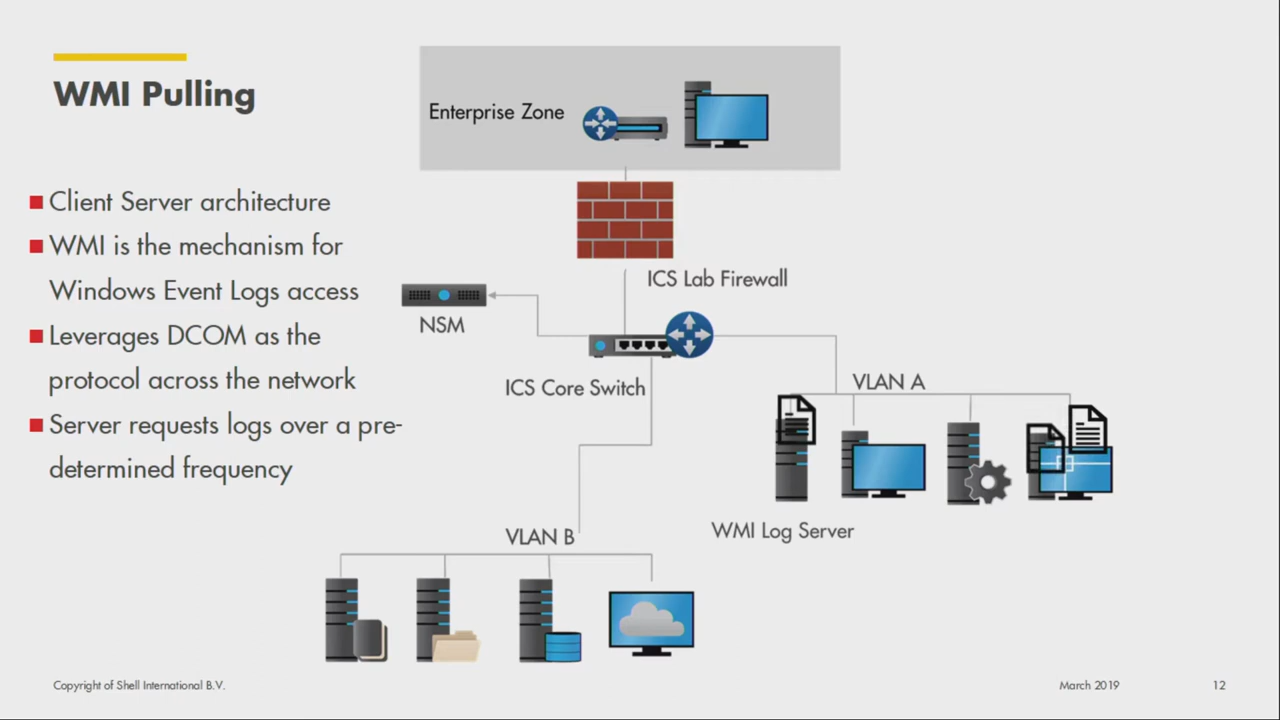 WMI Pulling
Client Server architecture
WMI is the mechanism for
Windows Event Logs access
Leverages DCOM as the
protocol across the network
Server requests logs over a pre-
determined frequency
Enterprise Zone
ICS Lab Firewall
NSM
ICS Core Switch
VLAN A
WMI Log Server
VLAN B
Copyright of Shell International B.V.
March 2019
12